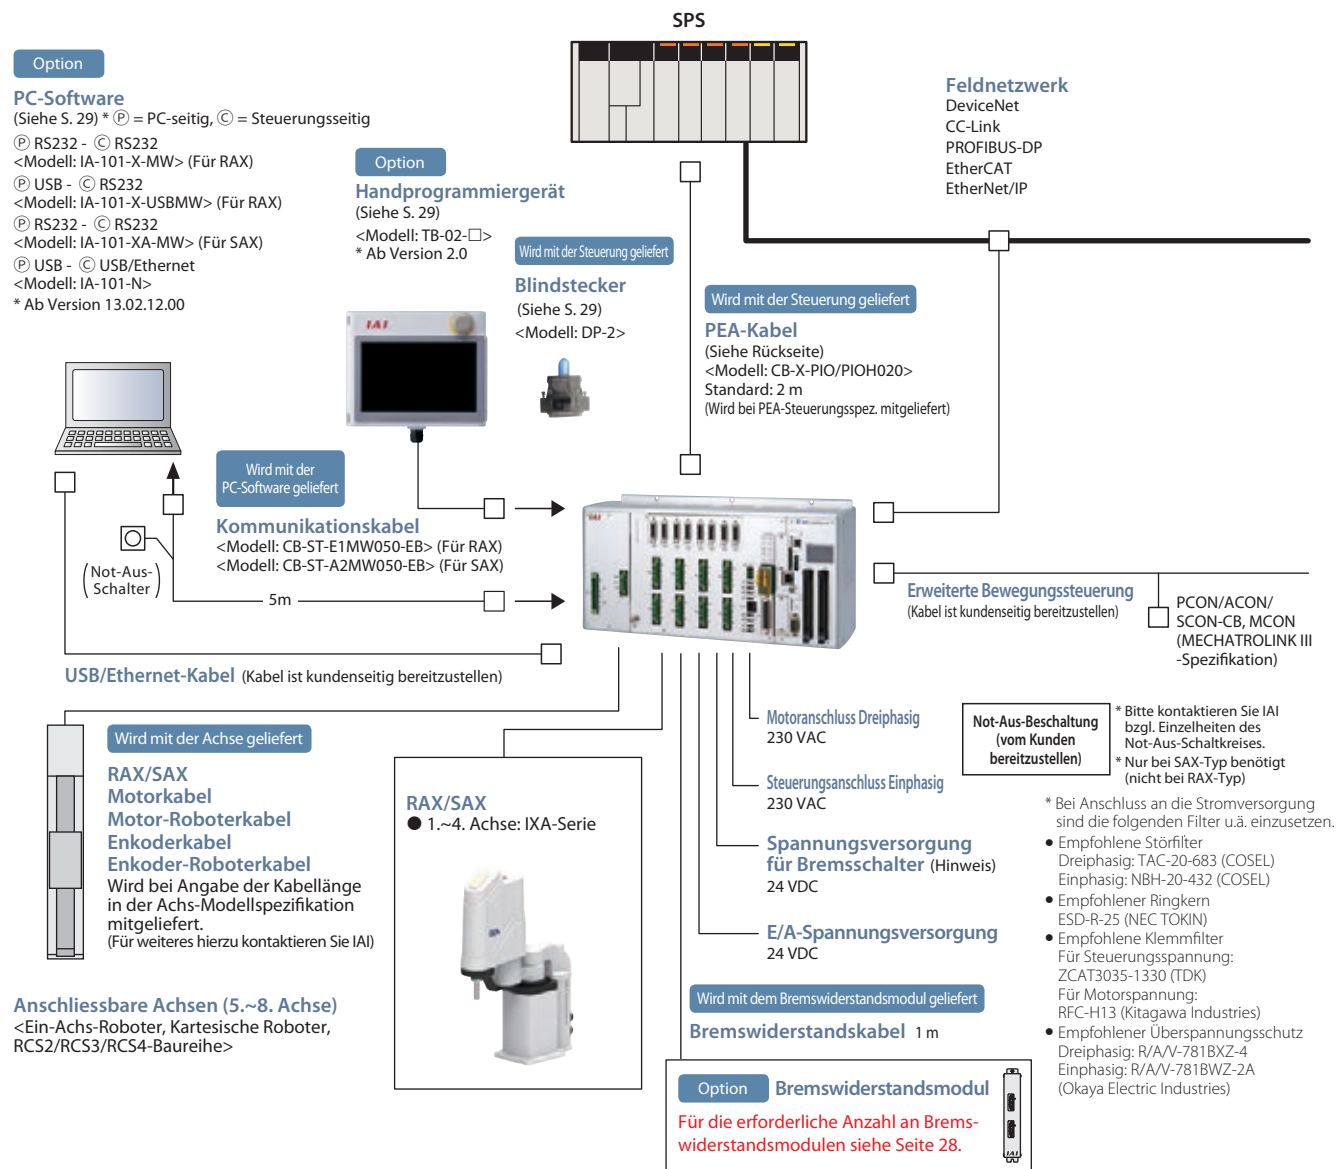 SPS
Option
PC-Software
(Siehe S. 29) * Ⓟ = PC-seitig, Ⓒ = Steuerungsseitig
Ⓟ RS232 - Ⓒ RS232
<Modell: IA-101-X-MW> (Für RAX)
Ⓟ USB - Ⓒ RS232
<Modell: IA-101-X-USBMW> (Für RAX)
Ⓟ RS232 - Ⓒ RS232
<Modell: IA-101-XA-MW> (Für SAX)
Ⓟ USB - Ⓒ USB/Ethernet
<Modell: IA-101-N>
* Ab Version 13.02.12.00
Option
Handprogrammiergerät
(Siehe S. 29)
<Modell: TB-02-□>
* Ab Version 2.0
Wird mit der Steuerung geliefert
Blindstecker
(Siehe S. 29)
<Modell: DP-2>
Feldnetzwerk
DeviceNet
CC-Link
PROFIBUS-DP
EtherCAT
EtherNet/IP
Wird mit der Steuerung geliefert
PEA-Kabel
(Siehe Rückseite)
<Modell: CB-X-PIO/PIOH020>
Standard: 2 m
(Wird bei PEA-Steuerungsspez. mitgeliefert)
IAI
Wird mit der
PC-Software geliefert
Kommunikationskabel
<Modell: CB-ST-E1MW050-EB> (Für RAX)
<Modell: CB-ST-A2MW050-EB> (Für SAX)
(Not-Aus-
Schalter)
5m
IAI
USB/Ethernet-Kabel (Kabel ist kundenseitig bereitzustellen)
Erweiterte Bewegungssteuerung
(Kabel ist kundenseitig bereitzustellen)
PCON/ACON/
SCON-CB, MCON
(MECHATROLINK III
-Spezifikation)
Wird mit der Achse geliefert
RAX/SAX
Motorkabel
Motor-Roboterkabel
Enkoderkabel
Enkoder-Roboterkabel
Wird bei Angabe der Kabellänge
in der Achs-Modellspezifikation
mitgeliefert.
(Für weiteres hierzu kontaktieren Sie IAI)
Anschliessbare Achsen (5.~8. Achse)
<Ein-Achs-Roboter, Kartesische Roboter,
RCS2/RCS3/RCS4-Baureihe>
RAX/SAX
● 1.~4. Achse: IXA-Serie
Motoranschluss Dreiphasig
230 VAC
Steuerungsanschluss Einphasig
230 VAC
Spannungsversorgung
für Bremsschalter (Hinweis)
24 VDC
E/A-Spannungsversorgung
24 VDC
Wird mit dem Bremswiderstandsmodul geliefert
Bremswiderstandskabel 1 m
Option Bremswiderstandsmodul
Für die erforderliche Anzahl an Brems-
widerstandsmodulen siehe Seite 28.
IAI
Not-Aus-Beschaltung
(vom Kunden
bereitzustellen)
* Bitte kontaktieren Sie IAI
bzgl. Einzelheiten des
Not-Aus-Schaltkreises.
* Nur bei SAX-Typ benötigt
(nicht bei RAX-Typ)
* Bei Anschluss an die Stromversorgung
sind die folgenden Filter u.ä. einzusetzen.
● Empfohlene Störfilter
Dreiphasig: TAC-20-683 (COSEL)
Einphasig: NBH-20-432 (COSEL)
● Empfohlener Ringkern
ESD-R-25 (NEC TOKIN)
● Empfohlene Klemmfilter
Für Steuerungsspannung:
ZCAT3035-1330 (TDK)
Für Motorspannung:
RFC-H13 (Kitagawa Industries)
● Empfohlener Überspannungsschutz
Dreiphasig: R/A/V-781BXZ-4
Einphasig: R/A/V-781BWZ-2A
(Okaya Electric Industries)